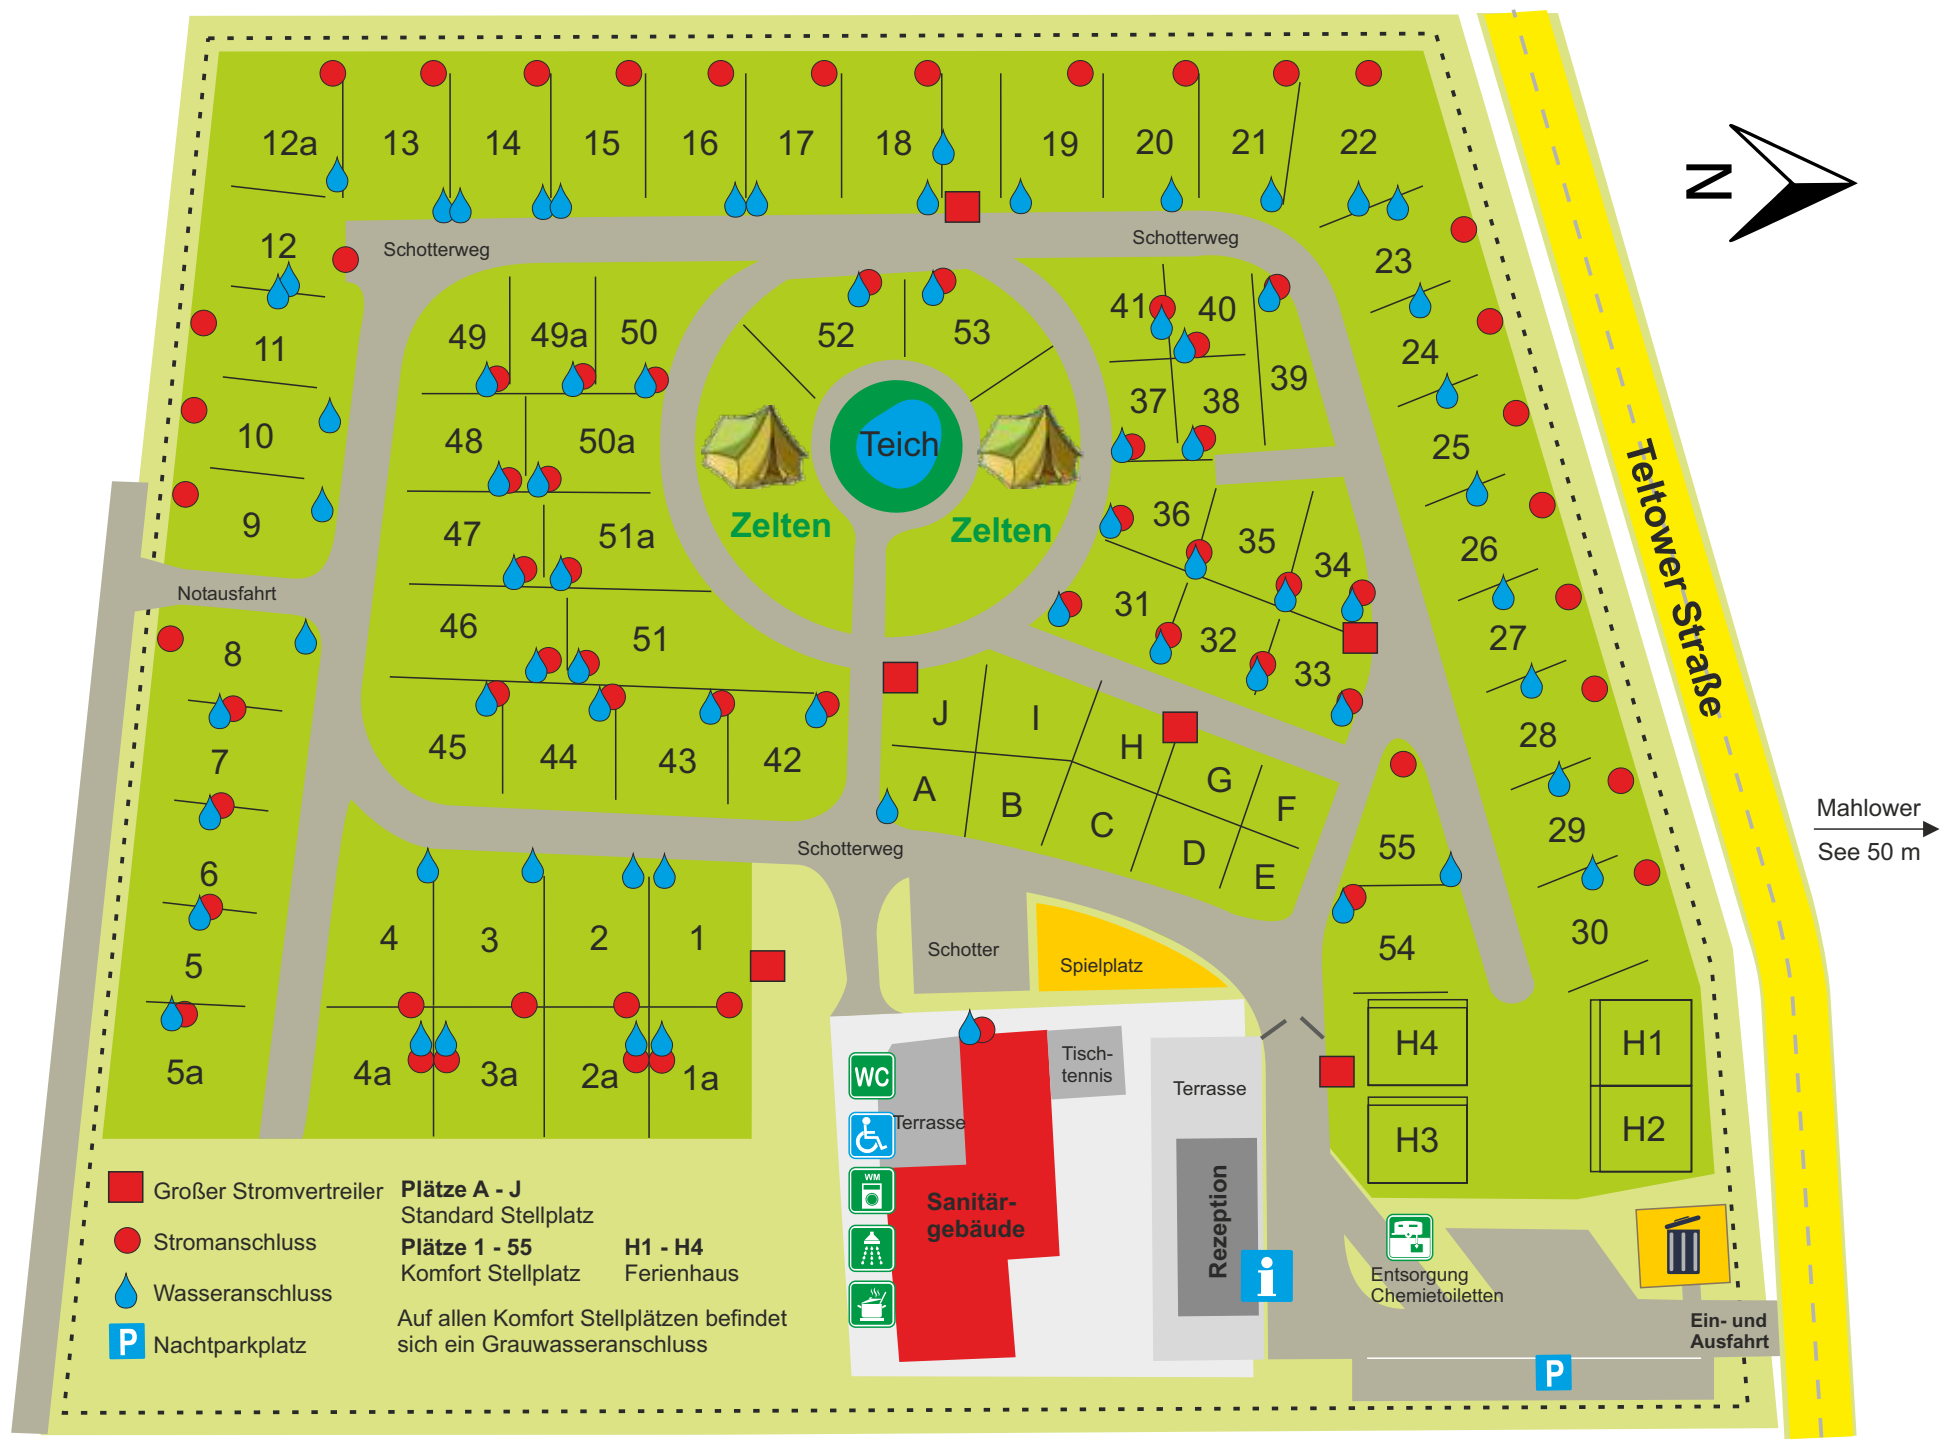 12a
13
14
15
16
17
18
19
20
21
22
N
12
Schotterweg
Schotterweg
23
11
49
49a
50
52
53
41
40
24
10
48
50a
Teich
37
38
39
25
9
47
51a
Zelten
Zelten
36
35
34
26
Teltower Straße
Notausfahrt
8
46
51
31
32
33
27
7
45
44
43
42
J
I
H
G
F
28
A
B
C
D
E
Mahlower
See 50 m
Schotterweg
55
29
6
4
3
2
1
Schotter
Spielplatz
54
30
5
5a
4a
3a
2a
1a
Tisch-
tennis
Terrasse
H4
H1
WC
Terrasse
H3
H2
WM
Sanitär-
gebäude
Rezeption
i
Entsorgung
Chemietoiletten
Ein- und
Ausfahrt
P
Großer Stromvertreiler
Stromanschluss
Wasseranschluss
P Nachtparkplatz
Plätze A - J
Standard Stellplatz
Plätze 1 - 55
Komfort Stellplatz
H1 - H4
Ferienhaus
Auf allen Komfort Stellplätzen befindet
sich ein Grauwasseranschluss